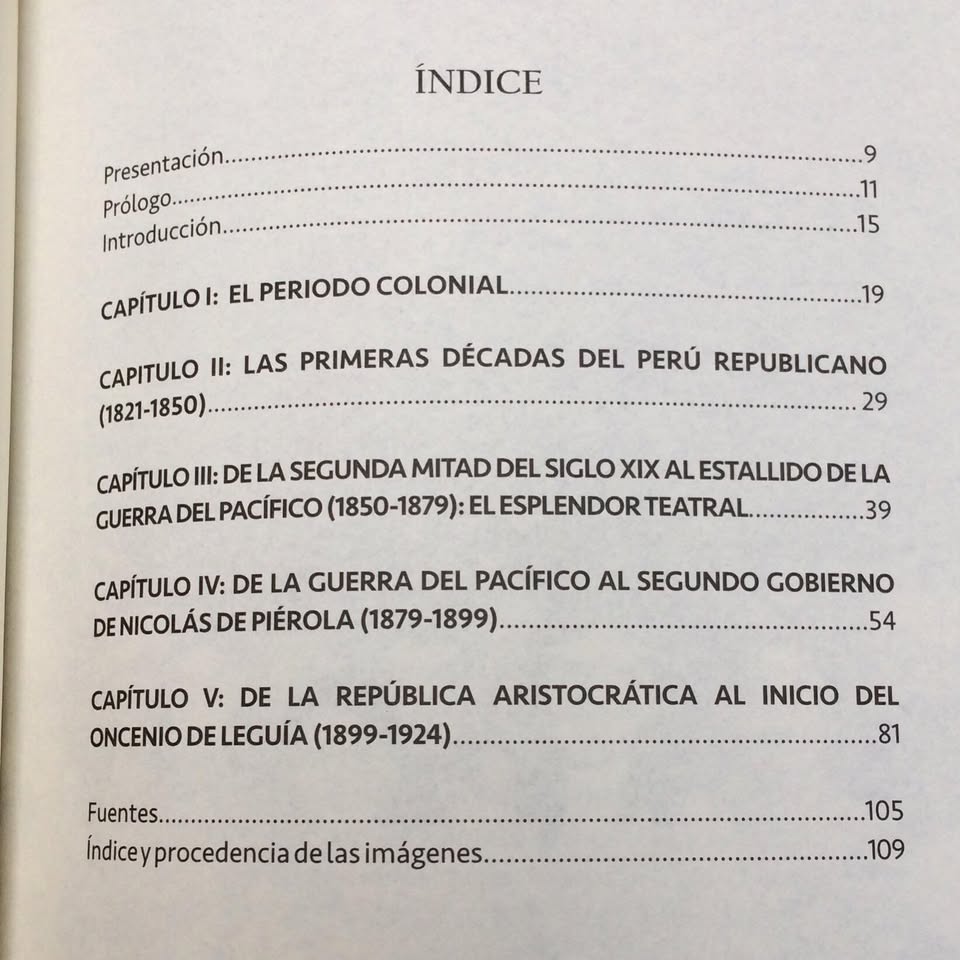 ÍNDICE
Presentación........................................9
Prólogo........................................11
Introducción........................................15
CAPÍTULO I: EL PERIODO COLONIAL........................................19
CAPITULO II: LAS PRIMERAS DÉCADAS DEL PERÚ REPUBLICANO
(1821-1850)........................................ 29
CAPÍTULO III: DE LA SEGUNDA MITAD DEL SIGLO XIX AL ESTALLIDO DE LA
GUERRA DEL PACÍFICO (1850-1879): EL ESPLENDOR TEATRAL................39
CAPÍTULO IV: DE LA GUERRA DEL PACÍFICO AL SEGUNDO GOBIERNO
DE NICOLÁS DE PIÉROLA (1879-1899)........................................54
CAPÍTULO V: DE LA REPÚBLICA ARISTOCRÁTICA AL INICIO DEL
ONCENIO DE LEGUÍA (1899-1924)........................................81
Fuentes........................................105
Índice y procedencia de las imágenes........................................109